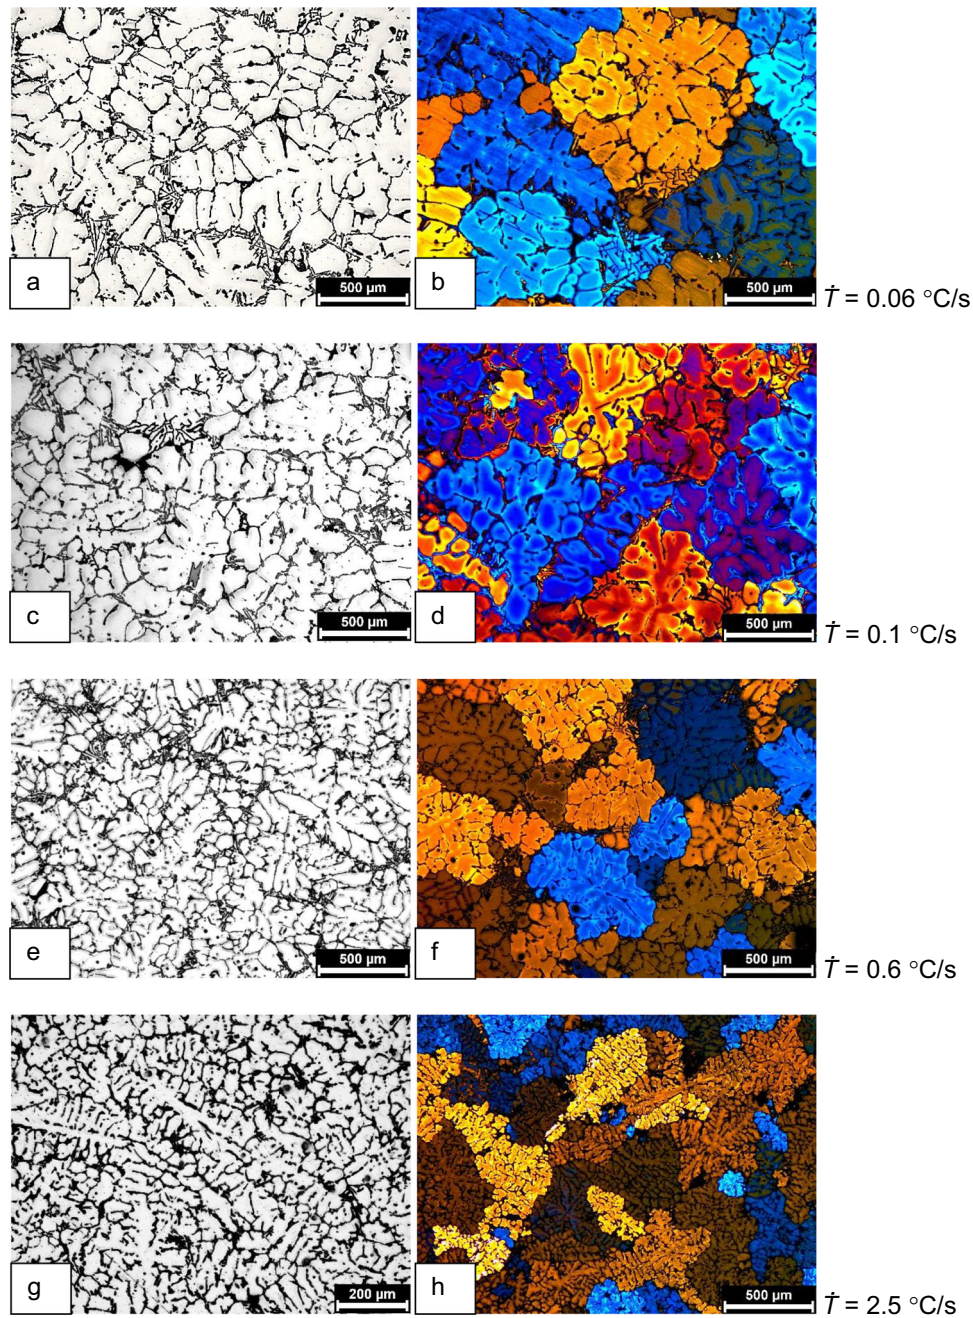 a
500 µm
b
500 µm
Ṫ = 0.06 °C/s
c
500 µm
d
500 µm
Ṫ = 0.1 °C/s
e
500 µm
f
500 µm
Ṫ = 0.6 °C/s
g
200 µm
h
500 µm
Ṫ = 2.5 °C/s